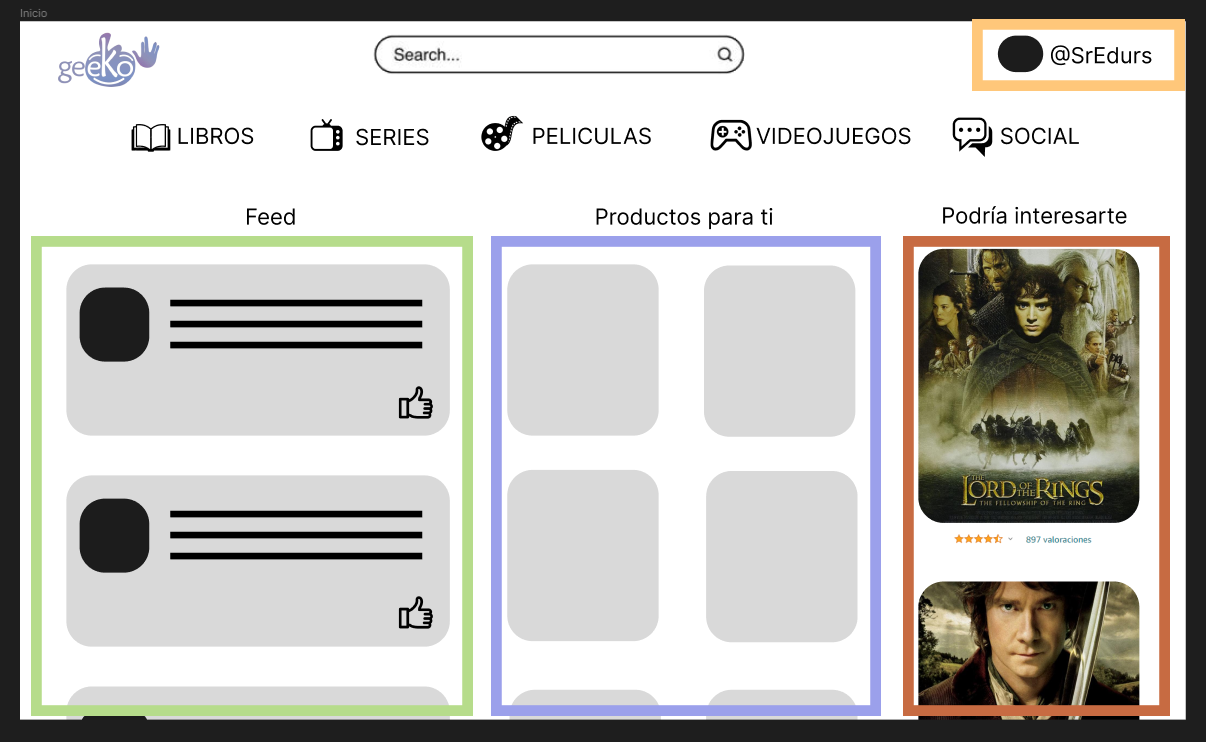 Inicio
geeko
Search...
@SrEdurs
LIBROS
SERIES
PELICULAS
VIDEOJUEGOS
SOCIAL
Feed
Productos para ti
Podría interesarte
THE
LORD OF THE RINGS
THE FELLOWSHIP OF THE RING
897 valoraciones